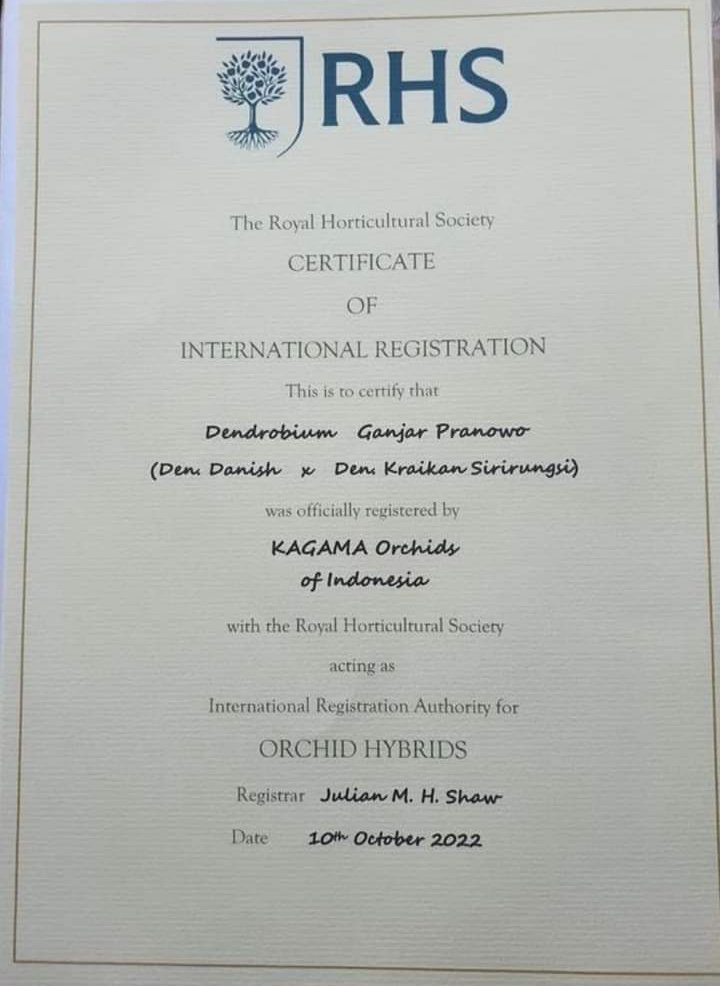 RHS
The Royal Horticultural Society
CERTIFICATE
OF
INTERNATIONAL REGISTRATION
This is to certify that
Dendrobium Ganjar Pranowo
(Den. Danish x Den. Kraikan Sirirungsi)
was officially registered by
KAGAMA Orchids
of Indonesia
with the Royal Horticultural Society
acting as
International Registration Authority for
ORCHID HYBRIDS
Registrar Julian M. H. Shaw
Date 10th October 2022